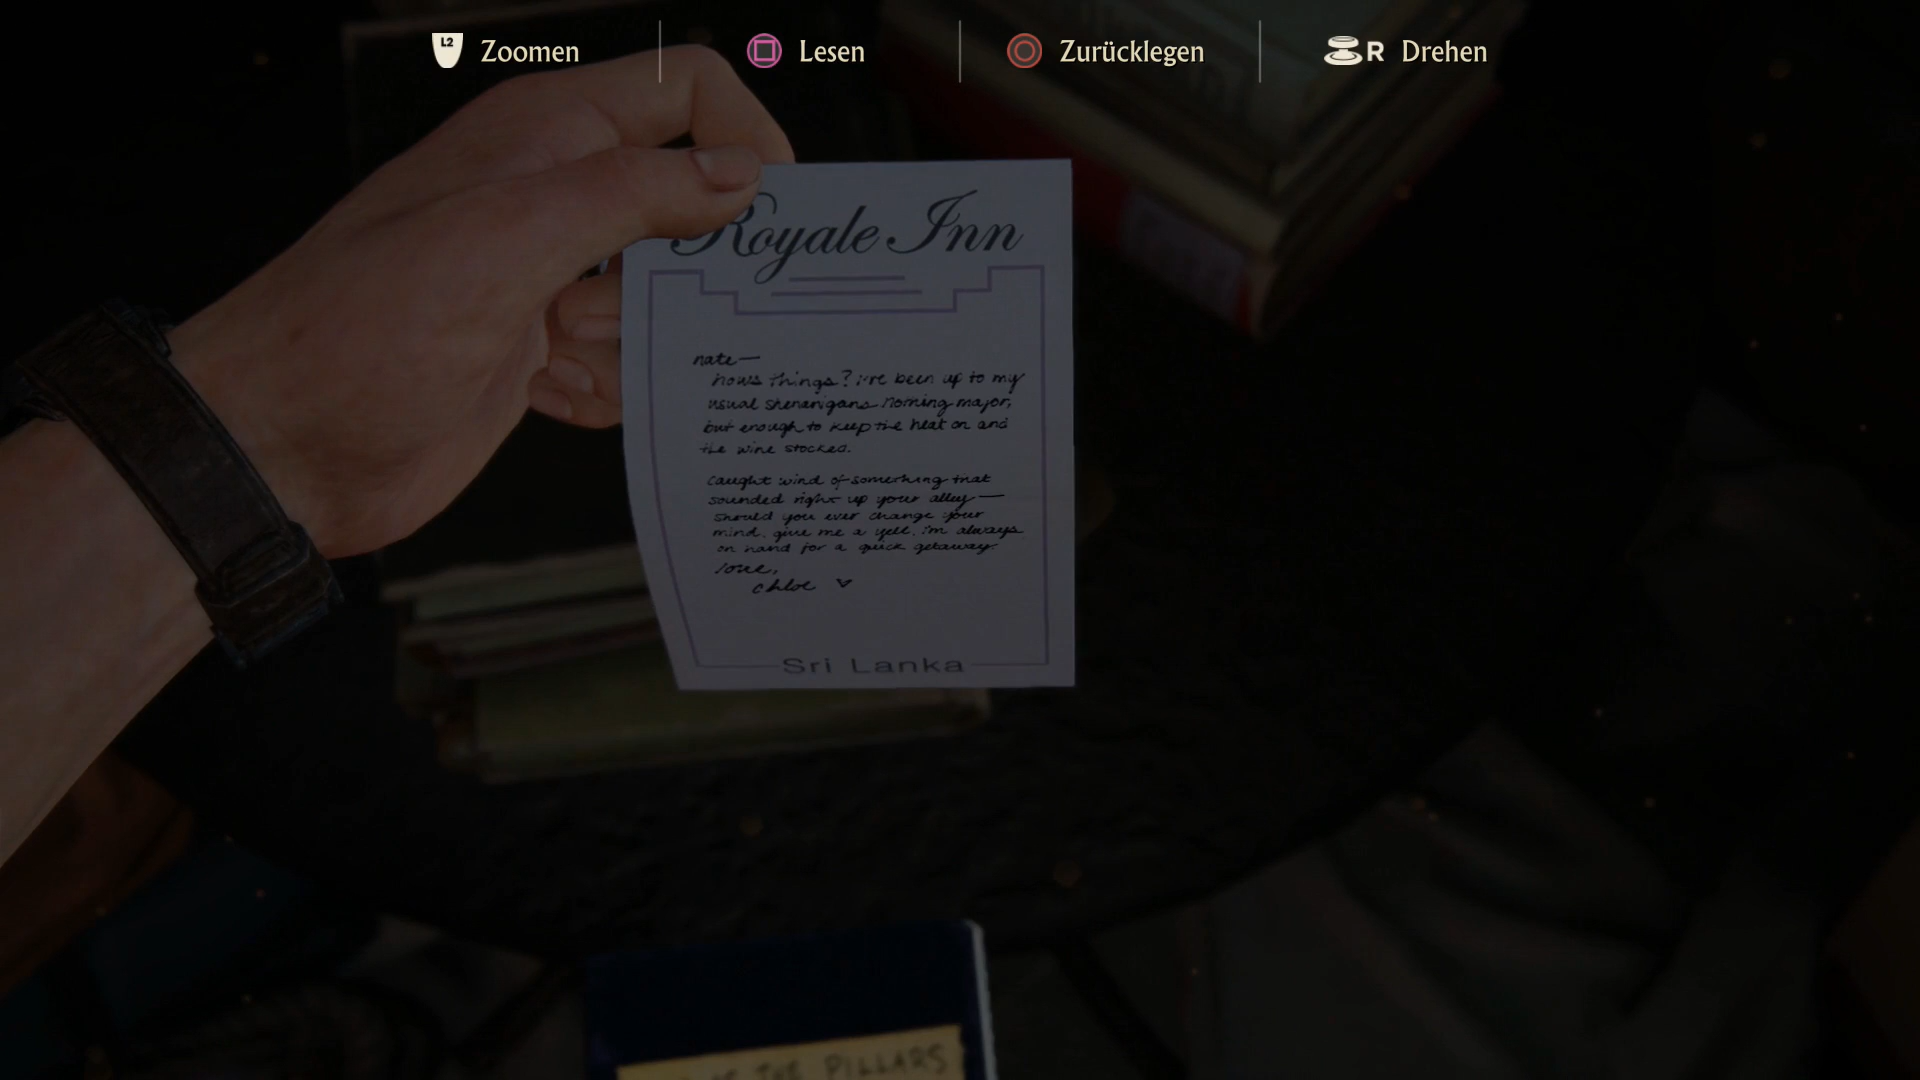 L2 Zoomen
Lesen
Zurücklegen
R Drehen
Royale Inn
nate—
hows things? i've been up to my
usual shenanigans. nothing major,
but enough to keep the heat on and
the wine stocked.
caught wind of something that
sounded right up your alley—
should you ever change your
mind, give me a yell. i'm always
on hand for a quick getaway.
love,
chloe
Sri Lanka
THE PILLARS